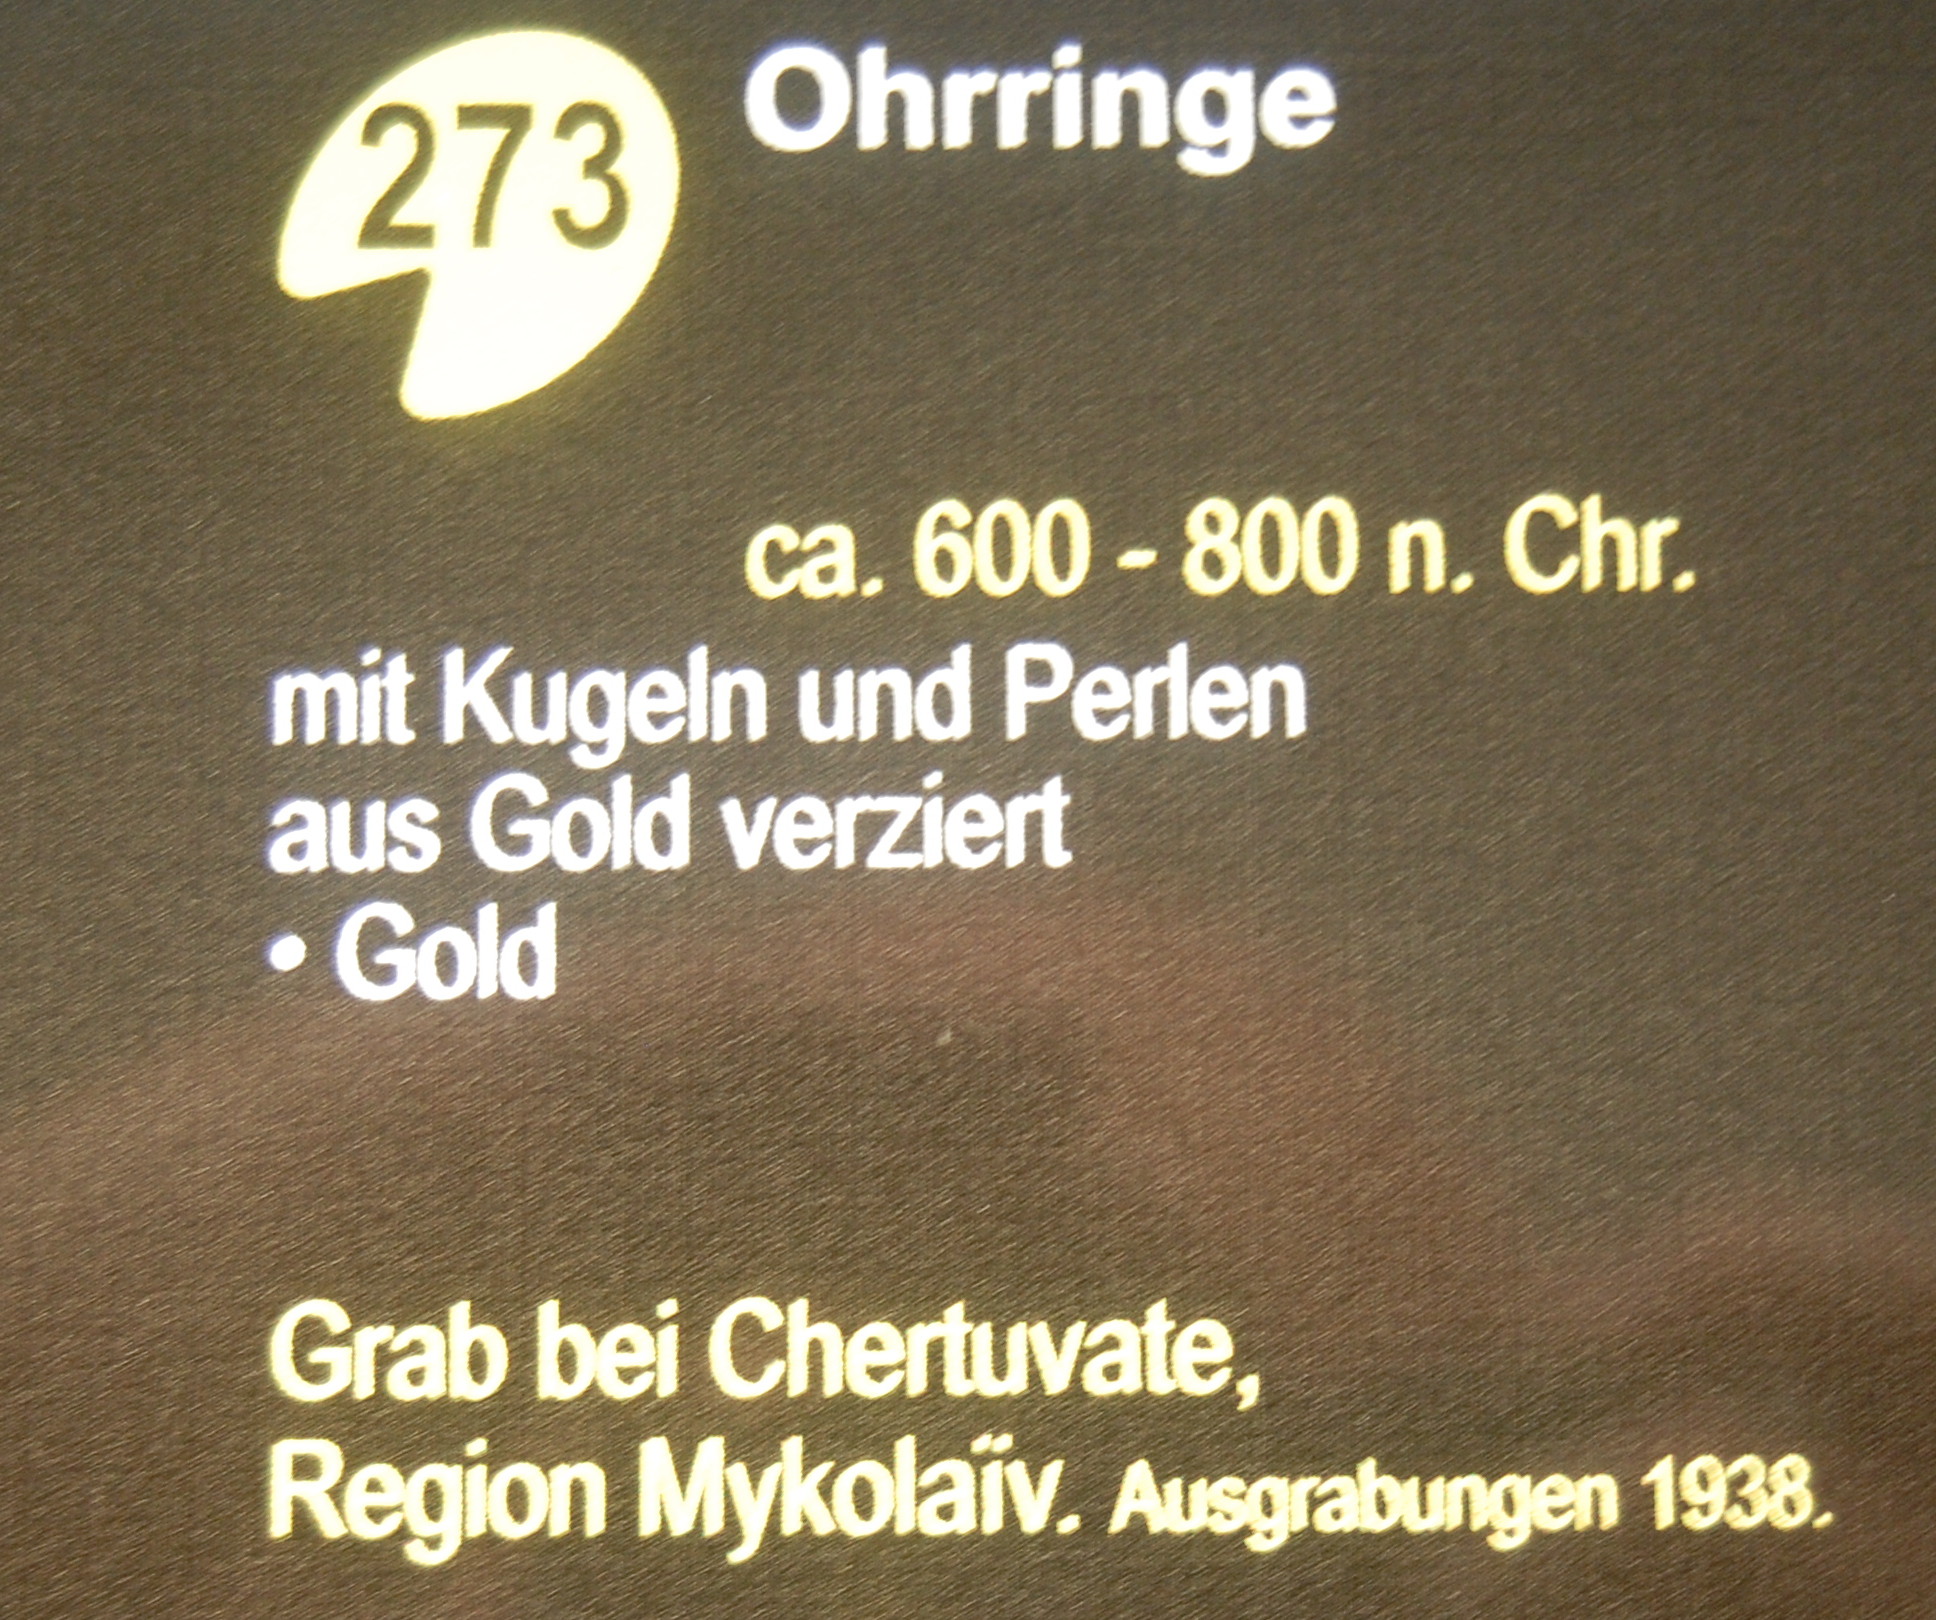 273
Ohrringe
ca. 600 - 800 n. Chr.
mit Kugeln und Perlen
aus Gold verziert
• Gold
Grab bei Chertuvate,
Region Mykolaïv. Ausgrabungen 1938.